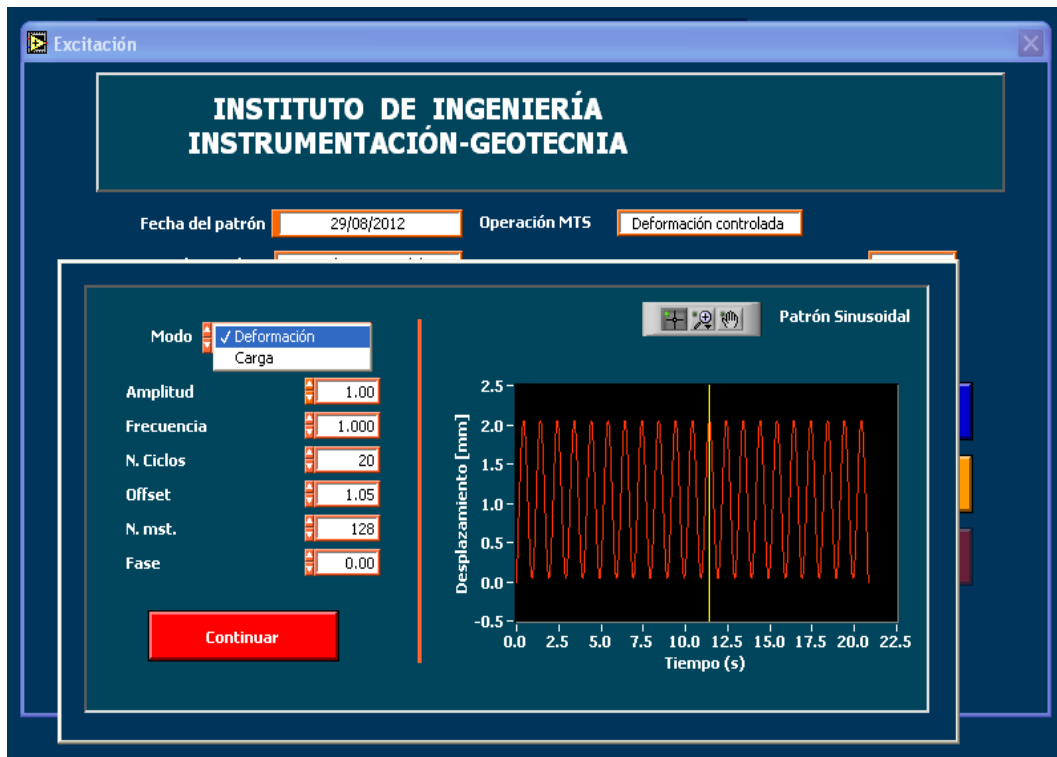 Excitación
INSTITUTO DE INGENIERÍA
INSTRUMENTACIÓN-GEOTECNIA
Fecha del patrón 29/08/2012 Operación MTS Deformación controlada
Modo ✓ Deformación
Carga
Amplitud 1.00
Frecuencia 1.000
N. Ciclos 20
Offset 1.05
N. mst. 128
Fase 0.00
Continuar
Patrón Sinusoidal
Desplazamiento [mm]
2.5
2.0
1.5
1.0
0.5
0.0
-0.5
0.0 2.5 5.0 7.5 10.0 12.5 15.0 17.5 20.0 22.5
Tiempo (s)